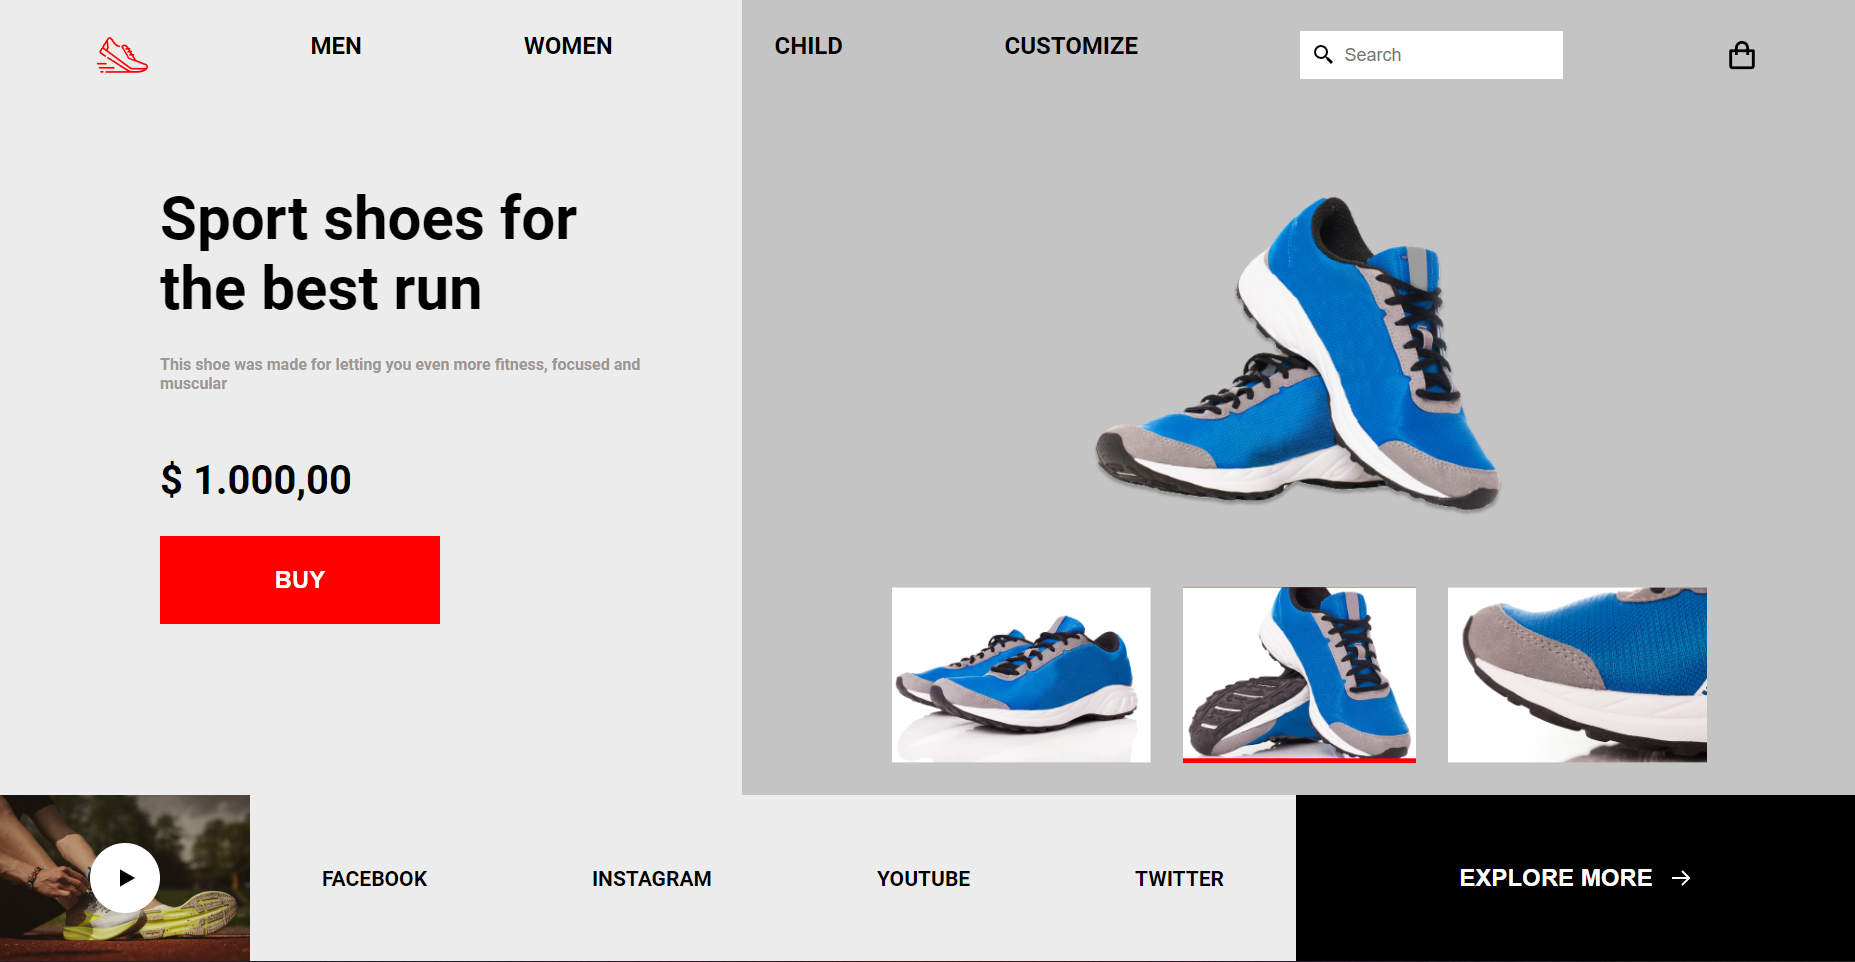 MEN
WOMEN
CHILD
CUSTOMIZE
Search
Sport shoes for
the best run
This shoe was made for letting you even more fitness, focused and
muscular
$ 1.000,00
BUY
FACEBOOK
INSTAGRAM
YOUTUBE
TWITTER
EXPLORE MORE